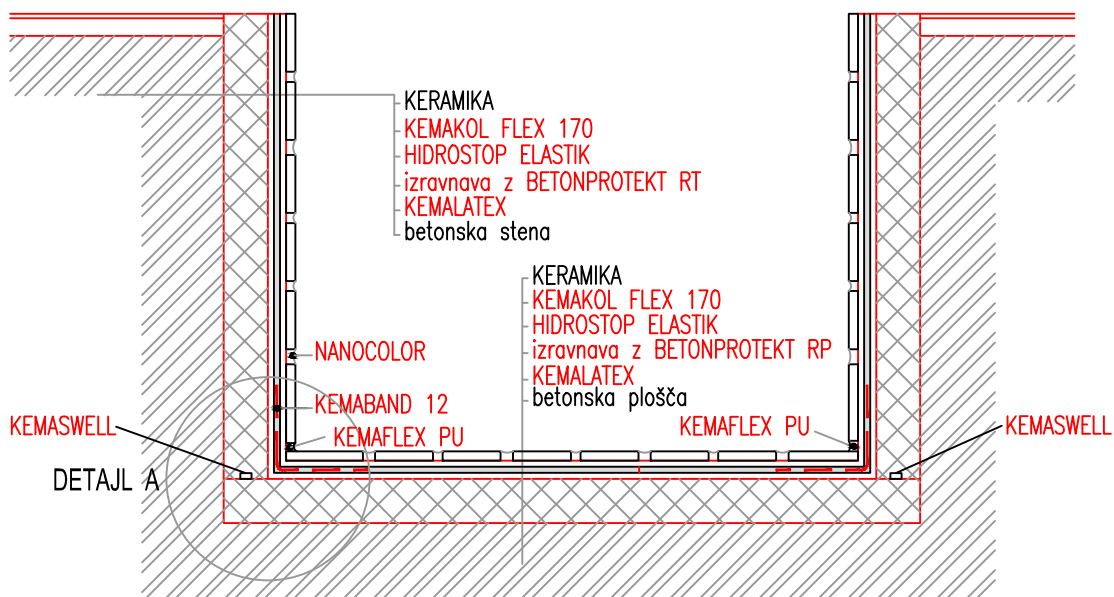 KERAMIKA
KEMAKOL FLEX 170
HIDROSTOP ELASTIK
izravnava z BETONPROTEKT RT
KEMALATEX
betonska stena
KERAMIKA
KEMAKOL FLEX 170
HIDROSTOP ELASTIK
izravnava z BETONPROTEKT RP
KEMALATEX
betonska plošča
NANOCOLOR
KEMABAND 12
KEMAFLEX PU
KEMAFLEX PU
KEMASWELL
KEMASWELL
DETAJL A